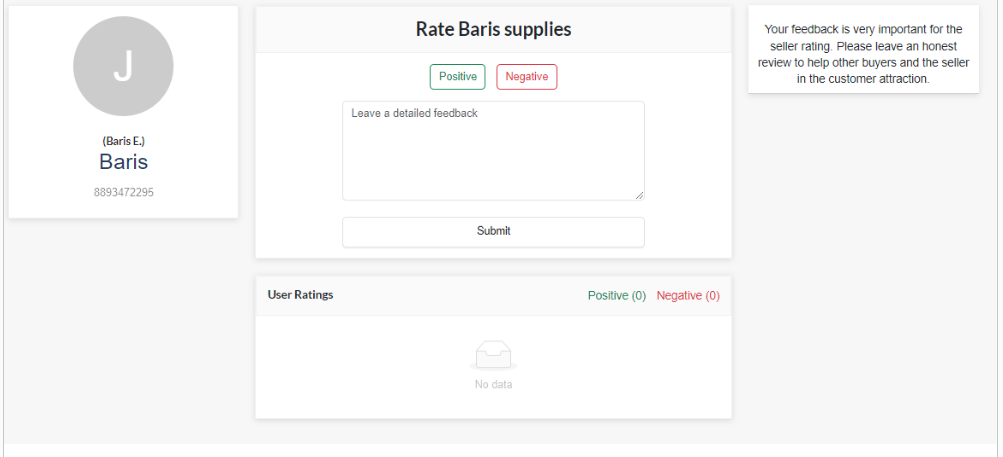 J
(Baris E.)
Baris
8893472295
Rate Baris supplies
Positive Negative
Leave a detailed feedback
Submit
User Ratings Positive (0) Negative (0)
No data
Your feedback is very important for the
seller rating. Please leave an honest
review to help other buyers and the seller
in the customer attraction.